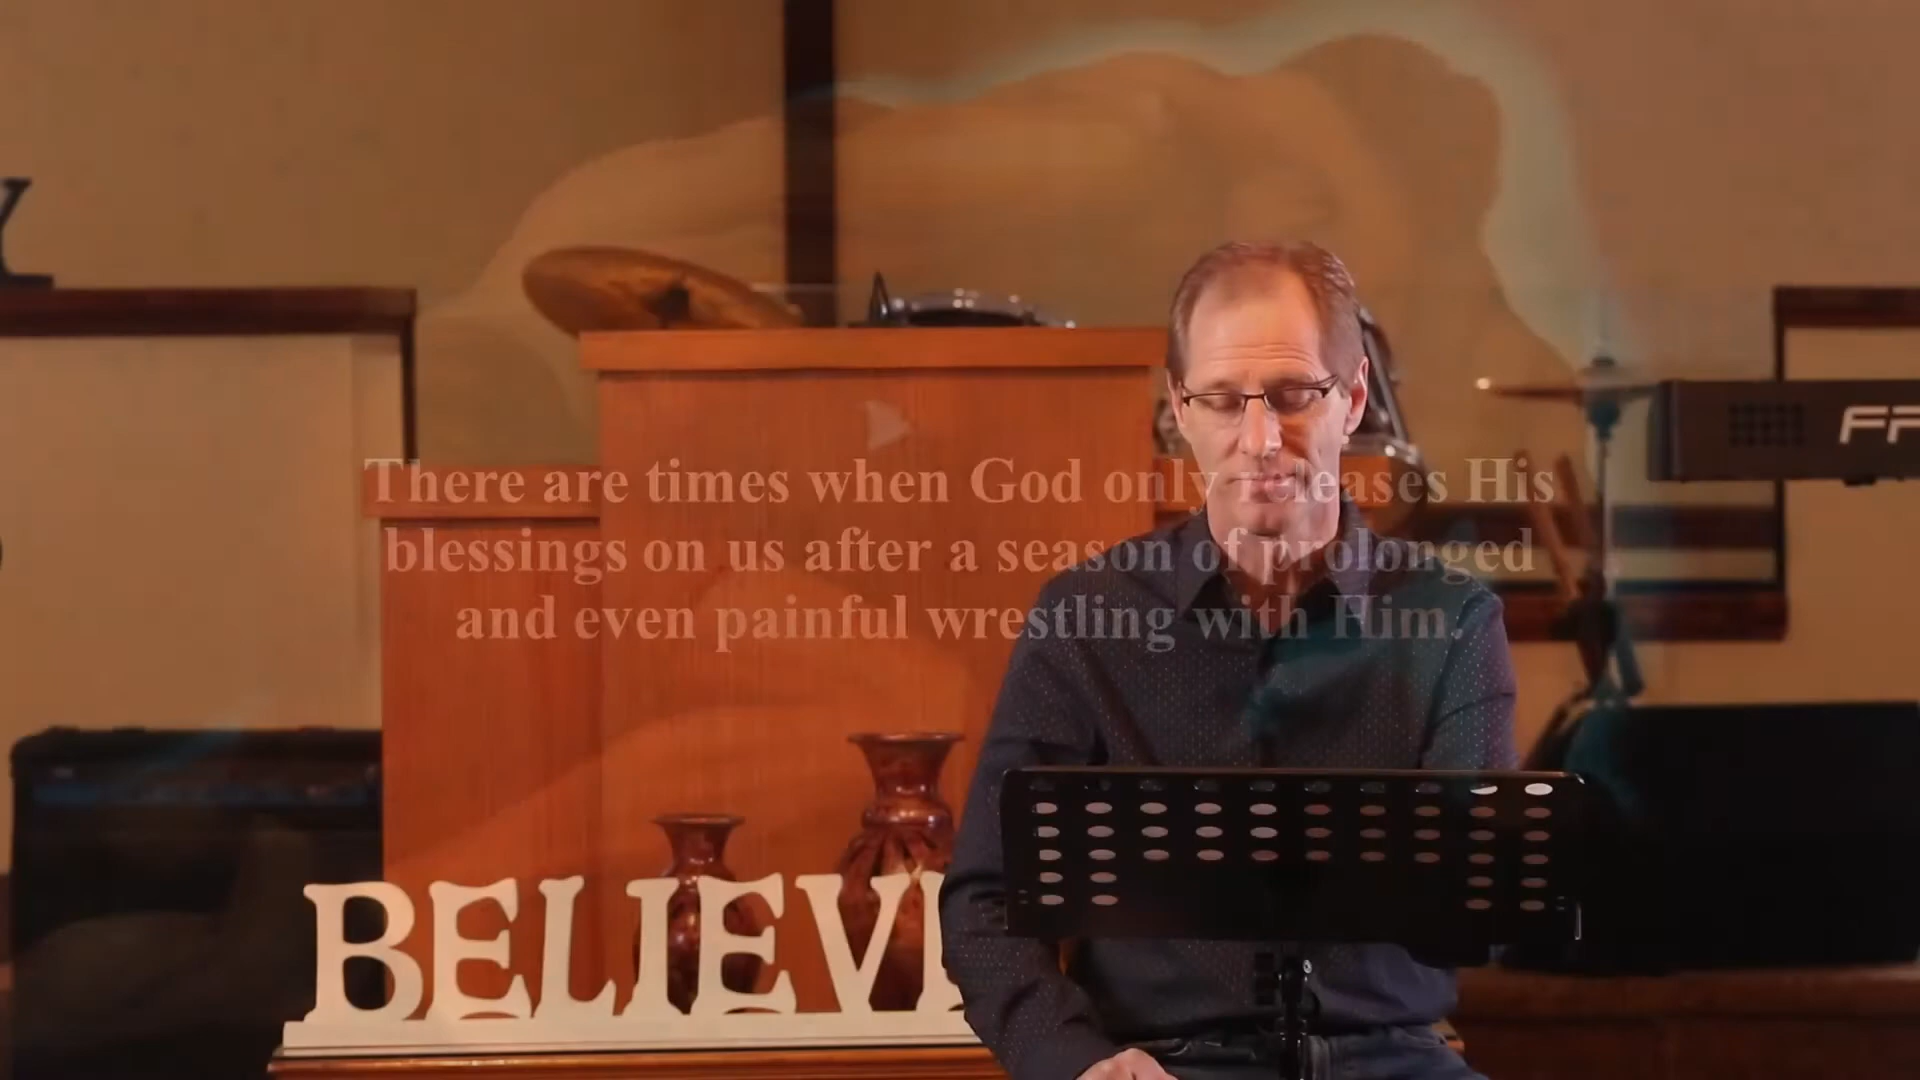 Y
There are times when God only releases His
blessings on us after a season of prolonged
and even painful wrestling with Him.
BELIEVE